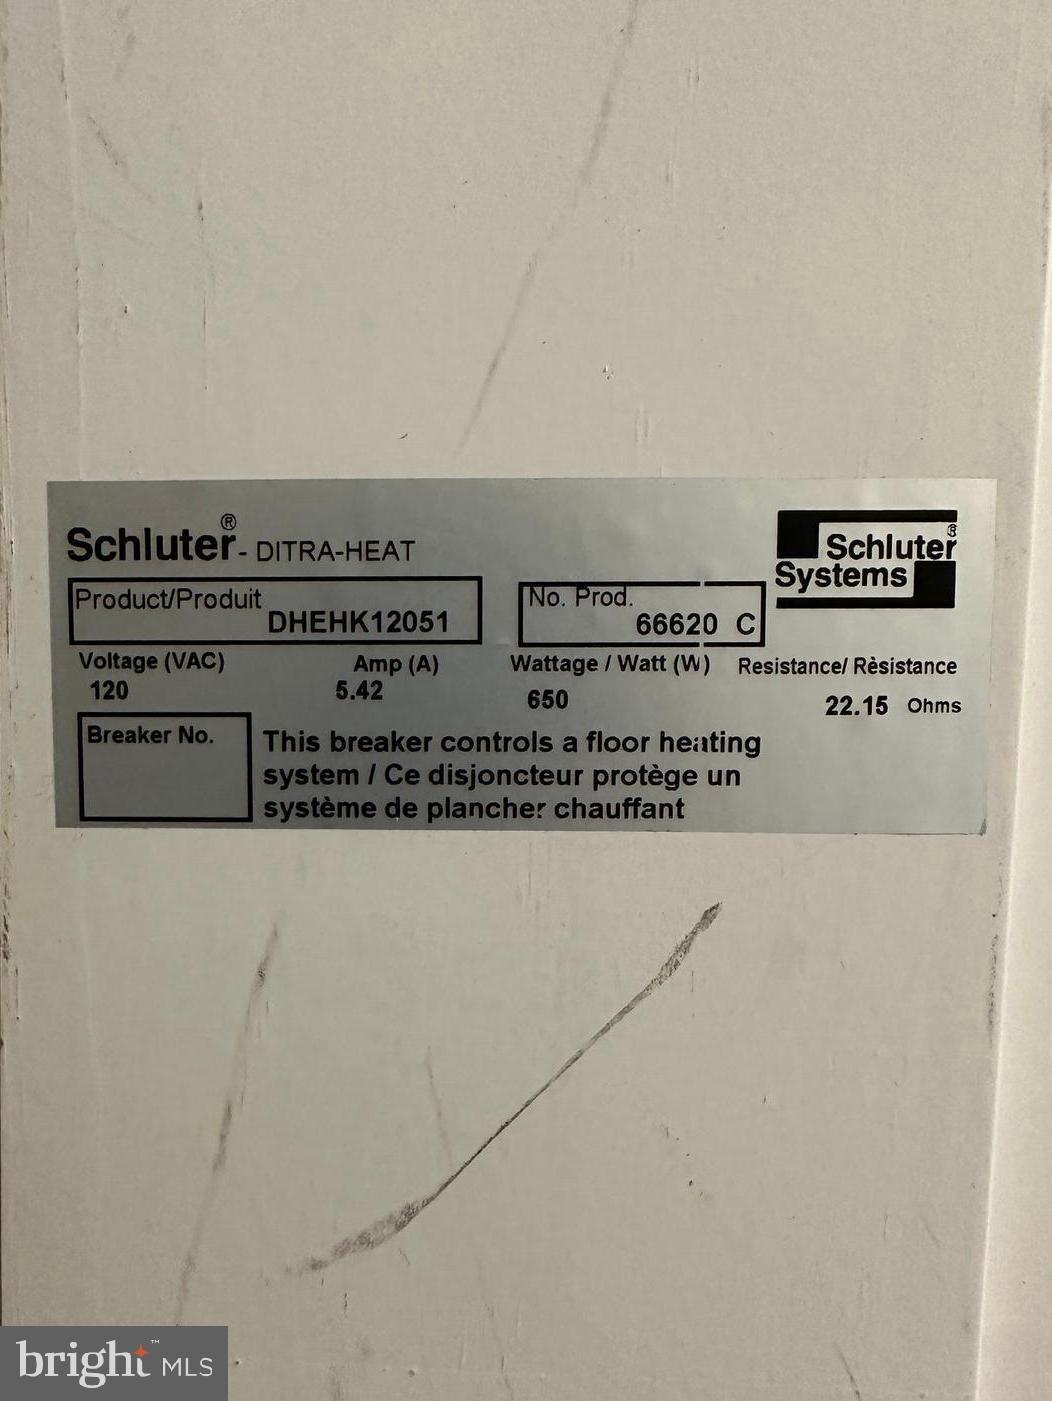 Schluter® - DITRA-HEAT
Schluter®
Systems
Product/Produit
DHEHK12051
No. Prod.
66620 C
Voltage (VAC) Amp (A) Wattage / Watt (W) Resistance/ Rèsistance
120 5.42 650 22.15 Ohms
Breaker No.
This breaker controls a floor heating
system / Ce disjoncteur protège un
système de plancher chauffant
bright™ MLS